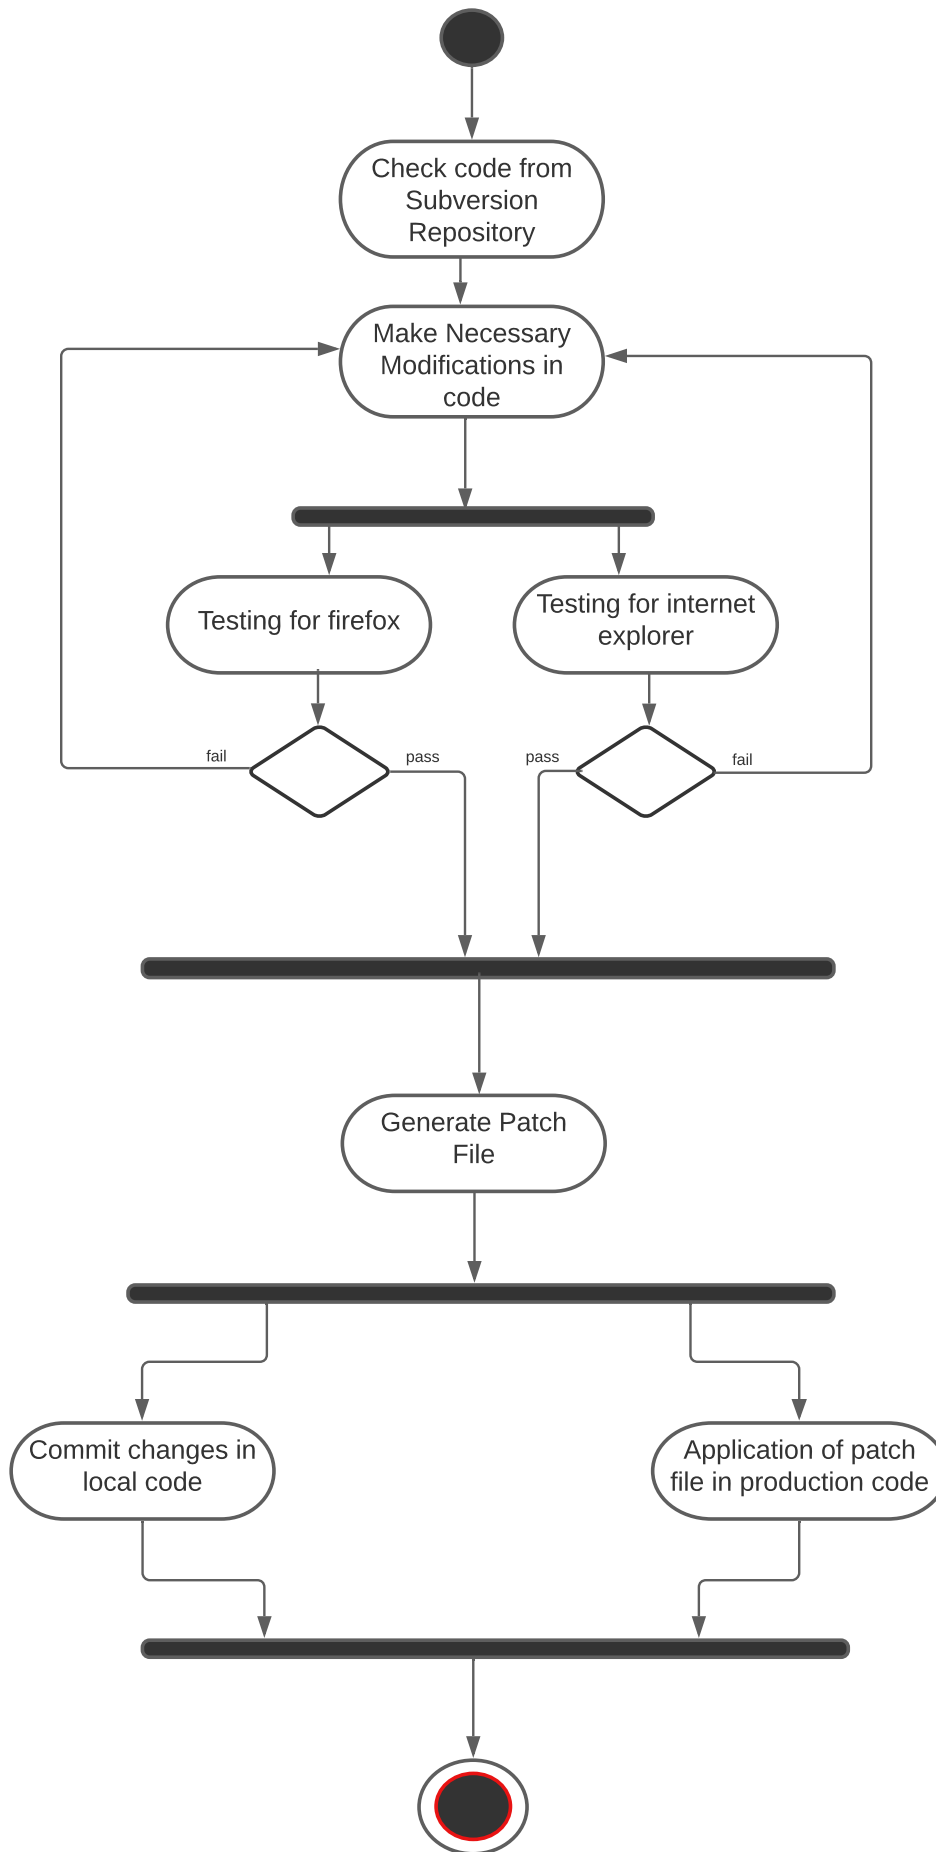 Check code from
Subversion
Repository
Make Necessary
Modifications in
code
Testing for firefox
Testing for internet
explorer
fail
pass
pass
fail
Generate Patch
File
Commit changes in
local code
Application of patch
file in production code